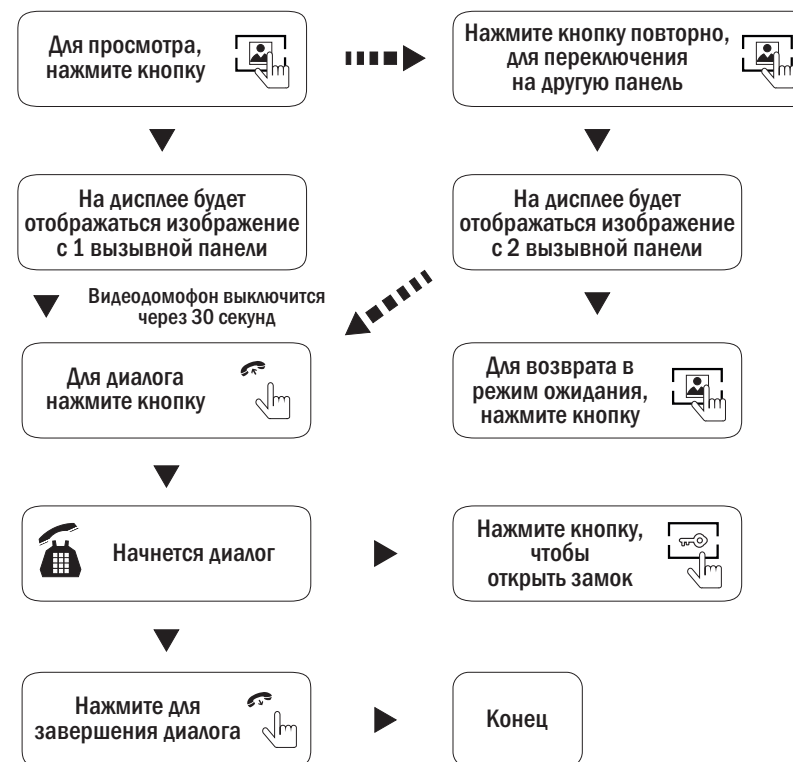 Для просмотра,
нажмите кнопку
Нажмите кнопку повторно,
для переключения
на другую панель
На дисплее будет
отображаться изображение
с 1 вызывной панели
На дисплее будет
отображаться изображение
с 2 вызывной панели
Видеодомофон выключится
через 30 секунд
Для диалога
нажмите кнопку
Для возврата в
режим ожидания,
нажмите кнопку
Начнется диалог
Нажмите кнопку,
чтобы
открыть замок
Нажмите для
завершения диалога
Конец